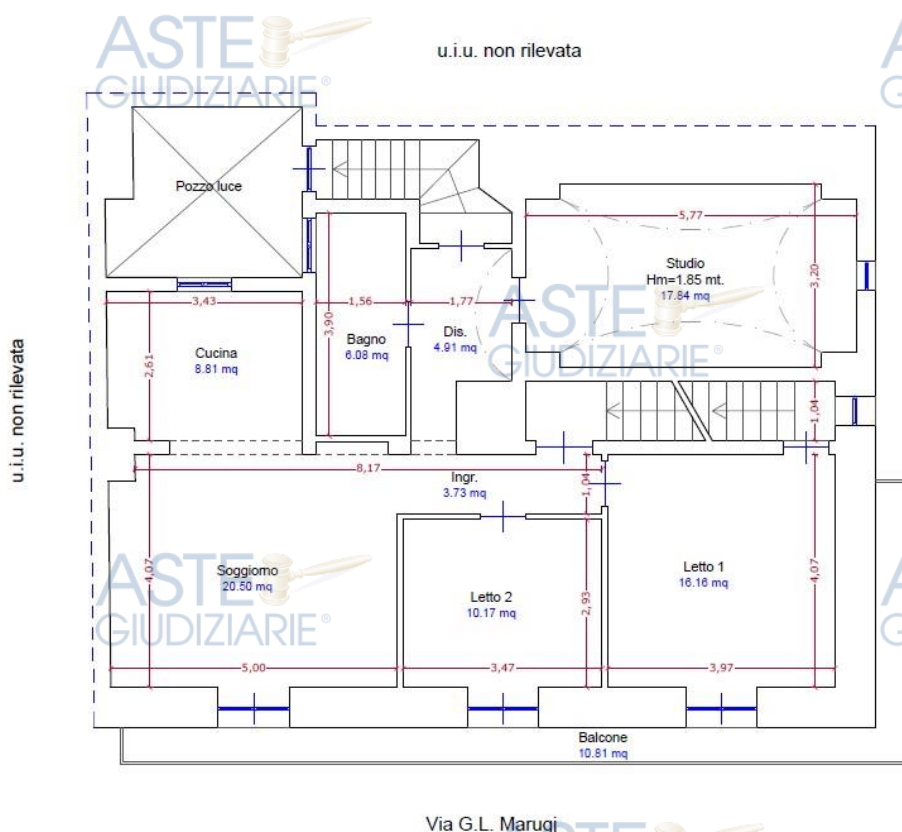 ASTE
GIUDIZIARIE®
u.i.u. non rilevata
Pozzo luce
5,77
Studio
Hm=1.85 mt.
17.84 mq
3,20
3,43
1,56
1,77
3,90
Bagno
6.08 mq
Dis.
4.91 mq
ASTE
GIUDIZIARIE®
Cucina
8.81 mq
2,61
u.i.u. non rilevata
1,04
8,17
Ingr.
3.73 mq
1,04
ASTE
GIUDIZIARIE®
Soggiorno
20.50 mq
4,07
Letto 2
10.17 mq
2,93
Letto 1
16.16 mq
4,07
5,00
3,47
3,97
Balcone
10.81 mq
Via G.L. Marugi